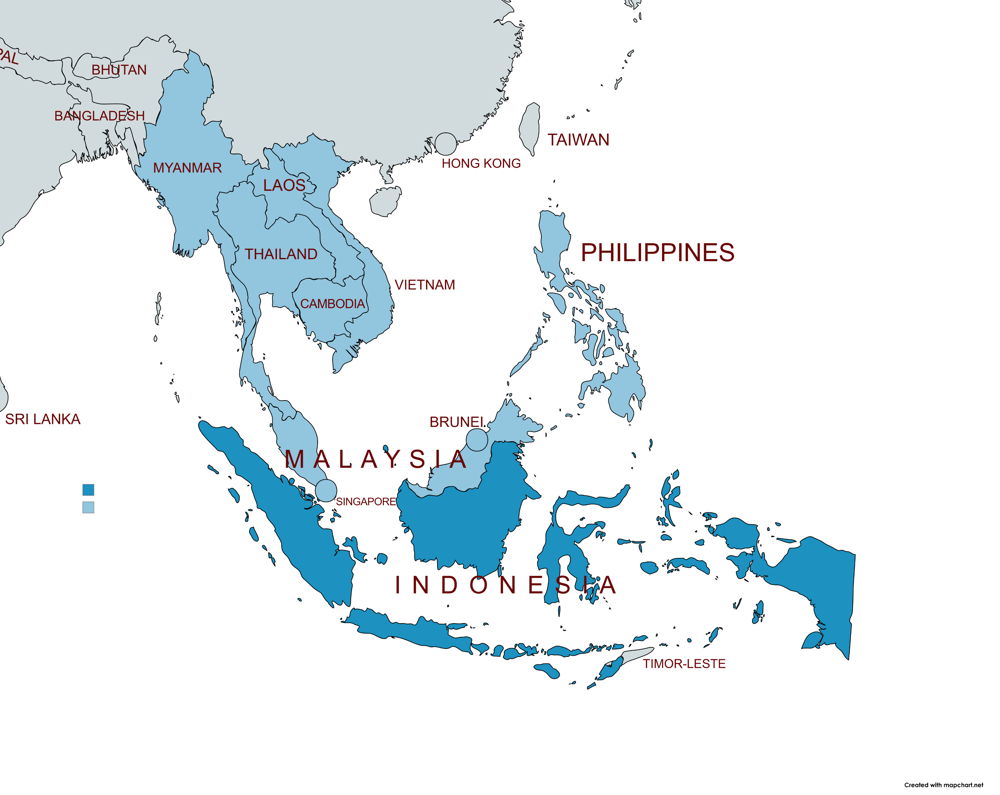 PAL
BHUTAN
BANGLADESH
TAIWAN
HONG KONG
MYANMAR
LAOS
THAILAND
PHILIPPINES
VIETNAM
CAMBODIA
SRI LANKA
BRUNEI
MALAYSIA
SINGAPORE
INDONESIA
TIMOR-LESTE
Created with mapchart.net